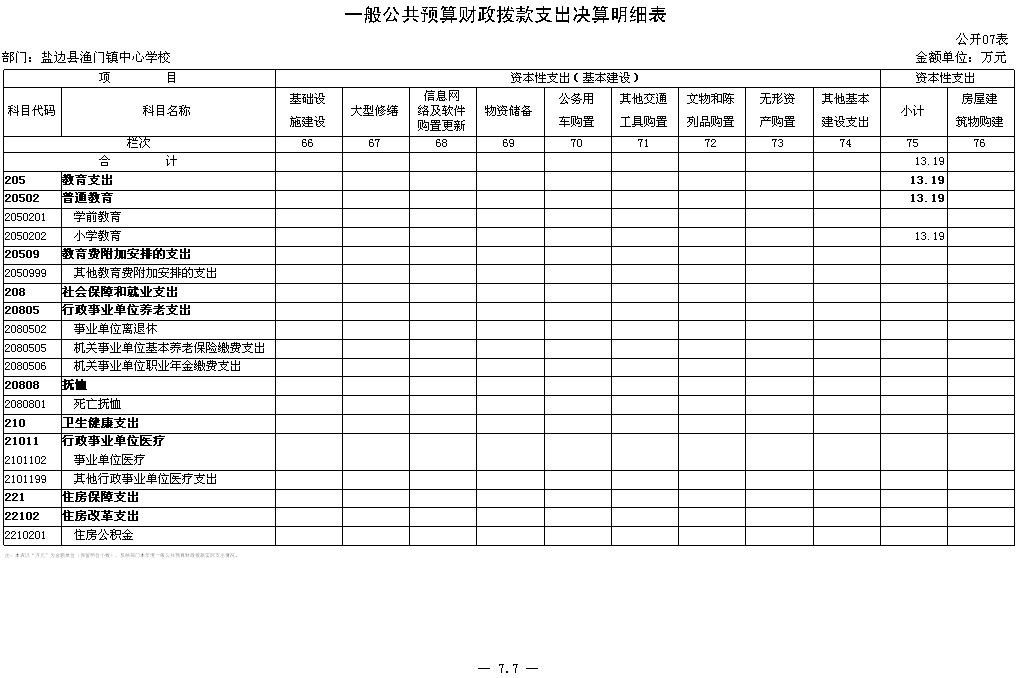 一般公共预算财政拨款支出决算明细表
公开07表
部门：盐边县渔门镇中心学校 金额单位：万元
项 目 资本性支出（基本建设） 资本性支出
科目代码 科目名称 基础设施建设 大型修缮 信息网络及软件购置更新 物资储备 公务用车购置 其他交通工具购置 文物和陈列品购置 无形资产购置 其他基本建设支出 小计 房屋建筑物购建
栏次 66 67 68 69 70 71 72 73 74 75 76
合 计 13.19
205 教育支出 13.19
20502 普通教育 13.19
2050201 学前教育
2050202 小学教育 13.19
20509 教育费附加安排的支出
2050999 其他教育费附加安排的支出
208 社会保障和就业支出
20805 行政事业单位养老支出
2080502 事业单位离退休
2080505 机关事业单位基本养老保险缴费支出
2080506 机关事业单位职业年金缴费支出
20808 抚恤
2080801 死亡抚恤
210 卫生健康支出
21011 行政事业单位医疗
2101102 事业单位医疗
2101199 其他行政事业单位医疗支出
221 住房保障支出
22102 住房改革支出
2210201 住房公积金
— 7.7 —